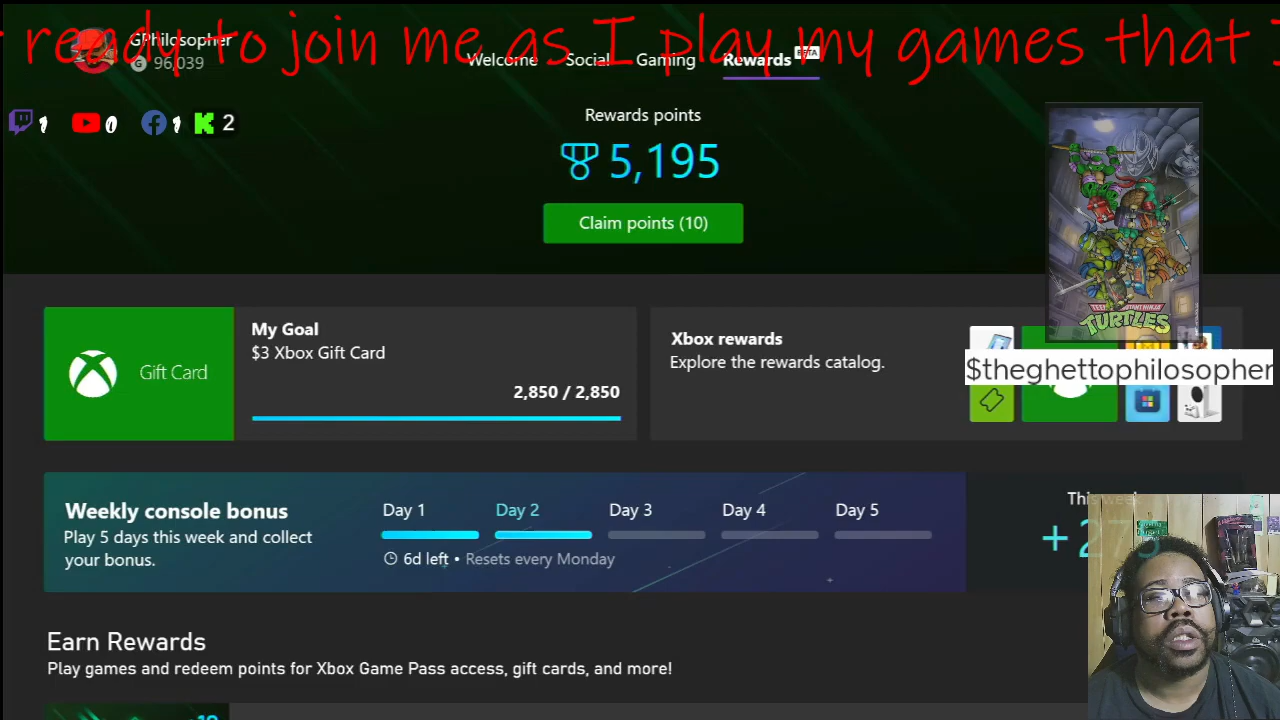 ready to join me as I play my games that I
GPhilosopher
96,039
Welcome Social Gaming Rewards BETA
1 0 1 2
Rewards points
5,195
Claim points (10)
TEENAGE MUTANT NINJA
TURTLES
Gift Card
My Goal
$3 Xbox Gift Card
2,850 / 2,850
Xbox rewards
Explore the rewards catalog.
$theghettophilosopher
Weekly console bonus
Play 5 days this week and collect
your bonus.
Day 1 Day 2 Day 3 Day 4 Day 5
6d left • Resets every Monday
Earn Rewards
Play games and redeem points for Xbox Game Pass access, gift cards, and more!